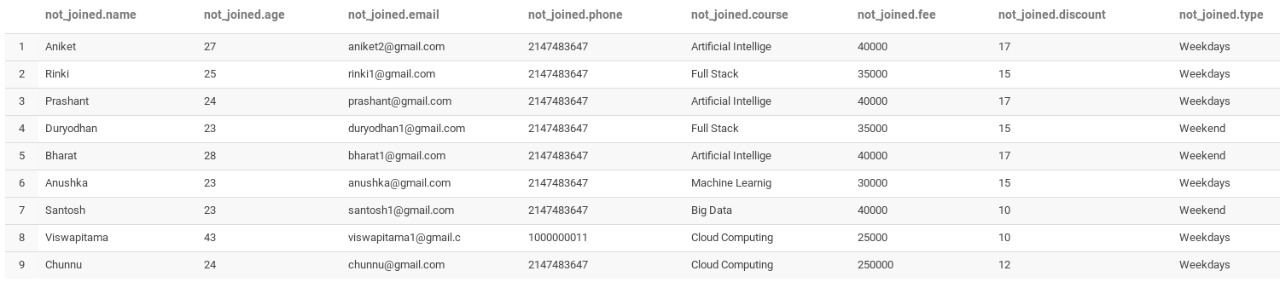 not_joined.name not_joined.age not_joined.email not_joined.phone not_joined.course not_joined.fee not_joined.discount not_joined.type
1 Aniket 27 aniket2@gmail.com 2147483647 Artificial Intellige 40000 17 Weekdays
2 Rinki 25 rinki1@gmail.com 2147483647 Full Stack 35000 15 Weekdays
3 Prashant 24 prashant@gmail.com 2147483647 Artificial Intellige 40000 17 Weekdays
4 Duryodhan 23 duryodhan1@gmail.com 2147483647 Full Stack 35000 15 Weekend
5 Bharat 28 bharat1@gmail.com 2147483647 Artificial Intellige 40000 17 Weekend
6 Anushka 23 anushka@gmail.com 2147483647 Machine Learnig 30000 15 Weekdays
7 Santosh 23 santosh1@gmail.com 2147483647 Big Data 40000 10 Weekend
8 Viswapitama 43 viswapitama1@gmail.c 1000000011 Cloud Computing 25000 10 Weekdays
9 Chunnu 24 chunnu@gmail.com 2147483647 Cloud Computing 250000 12 Weekdays